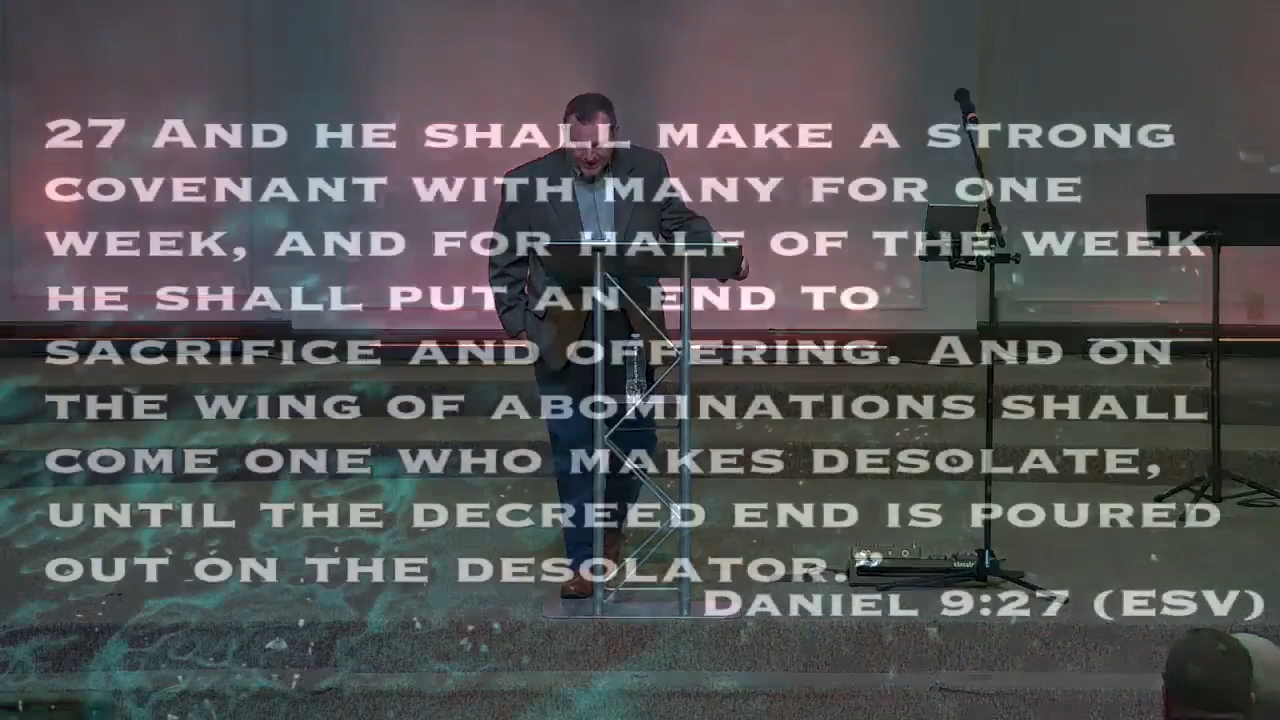 27 And he shall make a strong
covenant with many for one
week, and for half of the week
he shall put an end to
sacrifice and offering. And on
the wing of abominations shall
come one who makes desolate,
until the decreed end is poured
out on the desolator.”
Daniel 9:27 (ESV)
classic